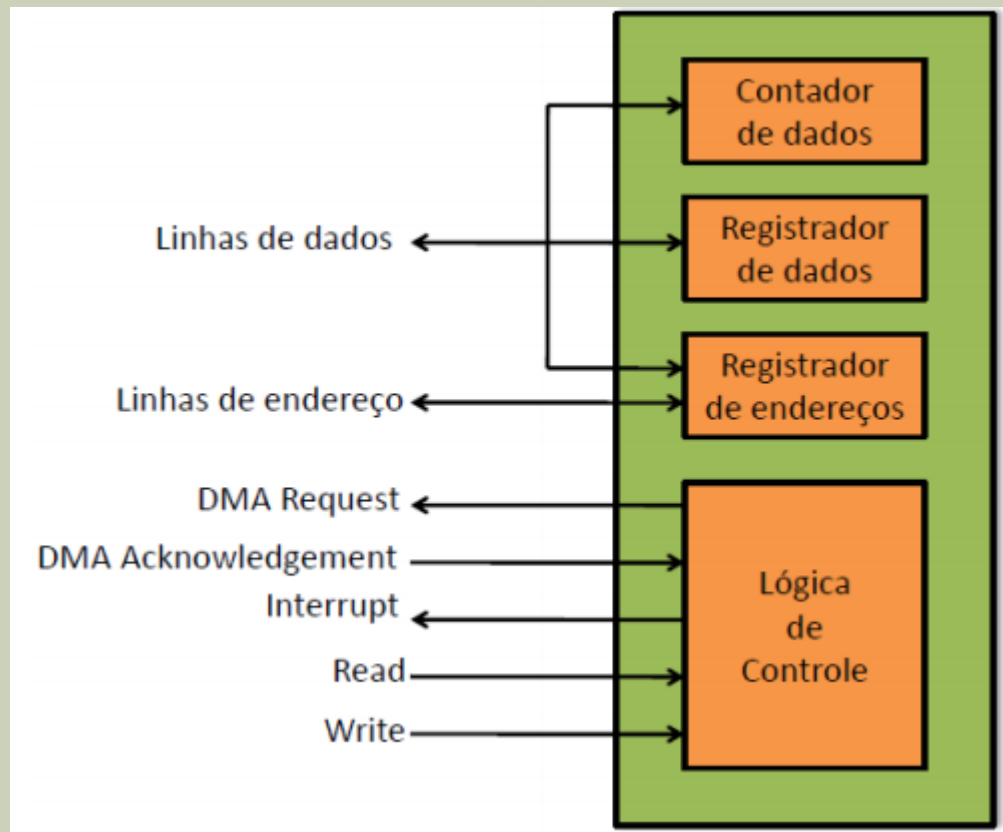 Contador
de dados
Linhas de dados
Registrador
de dados
Registrador
de endereços
Linhas de endereço
DMA Request
DMA Acknowledgement
Interrupt
Read
Write
Lógica
de
Controle